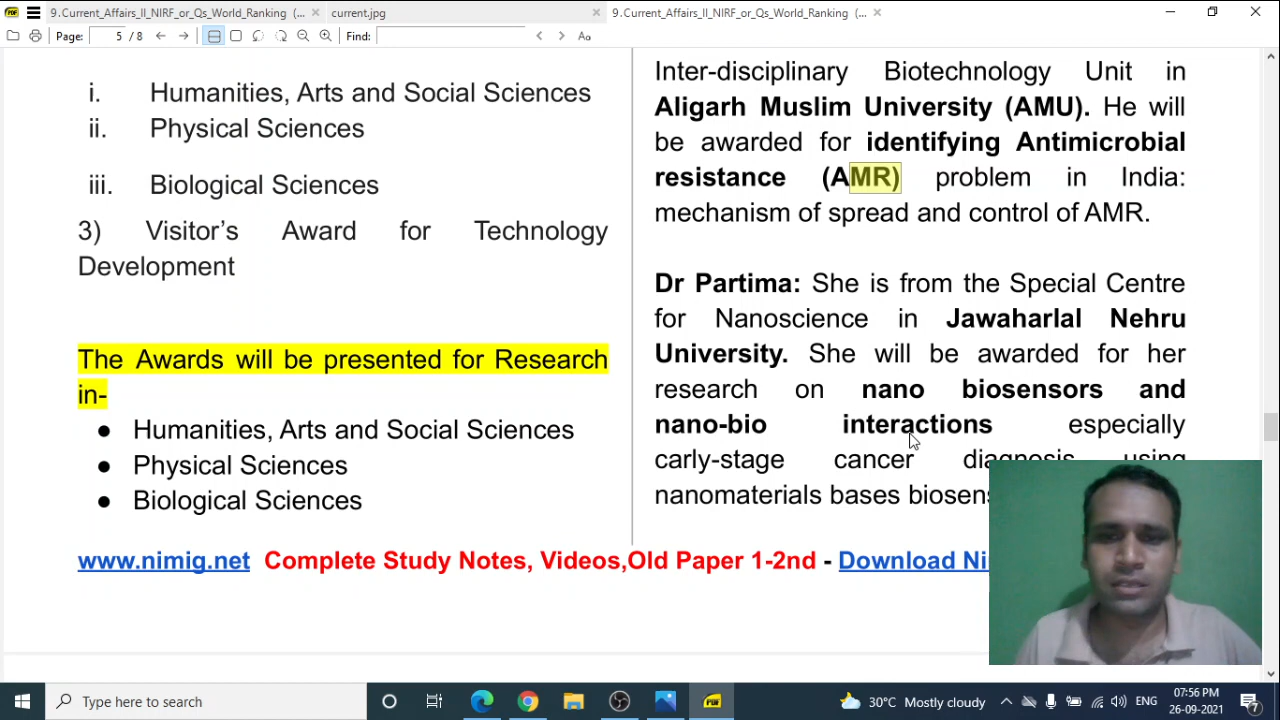 9.Current_Affairs_II_NIRF_or_Qs_World_Ranking (...
current.jpg
9.Current_Affairs_II_NIRF_or_Qs_World_Ranking (...
Page: 5 / 8
Find:
Aa
i. Humanities, Arts and Social Sciences
ii. Physical Sciences
iii. Biological Sciences
3) Visitor’s Award for Technology
Development
The Awards will be presented for Research
in-
● Humanities, Arts and Social Sciences
● Physical Sciences
● Biological Sciences
Inter-disciplinary Biotechnology Unit in
Aligarh Muslim University (AMU). He will
be awarded for identifying Antimicrobial
resistance (AMR) problem in India:
mechanism of spread and control of AMR.
Dr Partima: She is from the Special Centre
for Nanoscience in Jawaharlal Nehru
University. She will be awarded for her
research on nano biosensors and
nano-bio interactions especially
carly-stage cancer diagnosis using
nanomaterials bases
www.nimig.net Complete Study Notes, Videos,Old Paper 1-2nd - Download
Type here to search
30°C Mostly cloudy
ENG
07:56 PM
26-09-2021
7